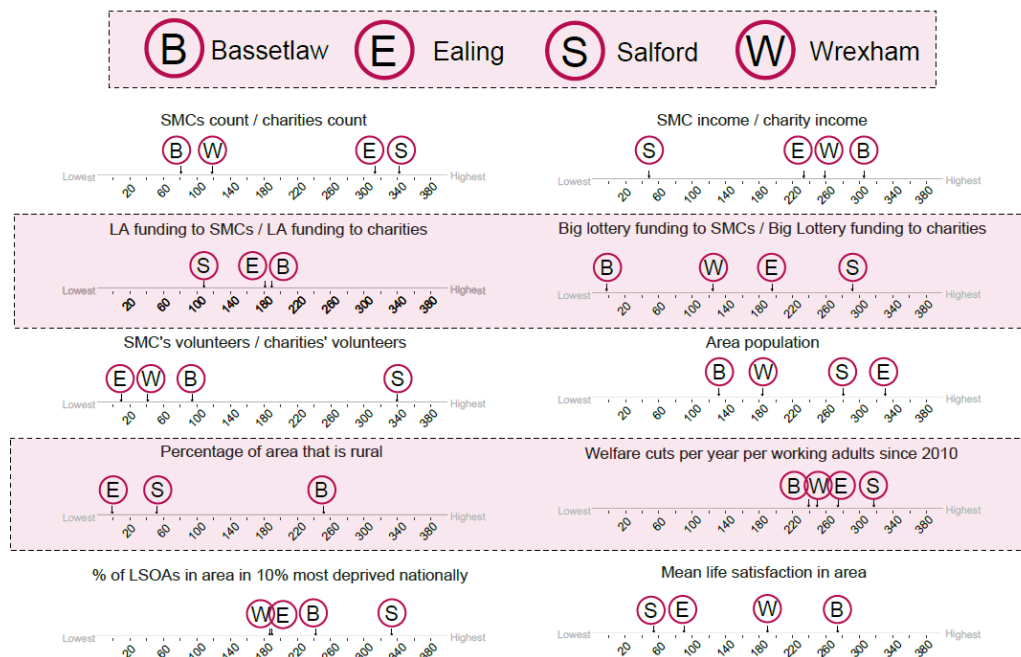 B Bassetlaw E Ealing S Salford W Wrexham
SMCs count / charities count
B W E S
Lowest Highest
20 60 100 140 180 220 260 300 340 380
SMC income / charity income
S E W B
Lowest Highest
20 60 100 140 180 220 260 300 340 380
LA funding to SMCs / LA funding to charities
S E B
Lowest Highest
20 60 100 140 180 220 260 300 340 380
Big lottery funding to SMCs / Big Lottery funding to charities
B W E S
Lowest Highest
20 60 100 140 180 220 260 300 340 380
SMC's volunteers / charities' volunteers
E W B S
Lowest Highest
20 60 100 140 180 220 260 300 340 380
Area population
B W S E
Lowest Highest
20 60 100 140 180 220 260 300 340 380
Percentage of area that is rural
E S B
Lowest Highest
20 60 100 140 180 220 260 300 340 380
Welfare cuts per year per working adults since 2010
B W E S
Lowest Highest
20 60 100 140 180 220 260 300 340 380
% of LSOAs in area in 10% most deprived nationally
W E B S
Lowest Highest
20 60 100 140 180 220 260 300 340 380
Mean life satisfaction in area
S E W B
Lowest Highest
20 60 100 140 180 220 260 300 340 380